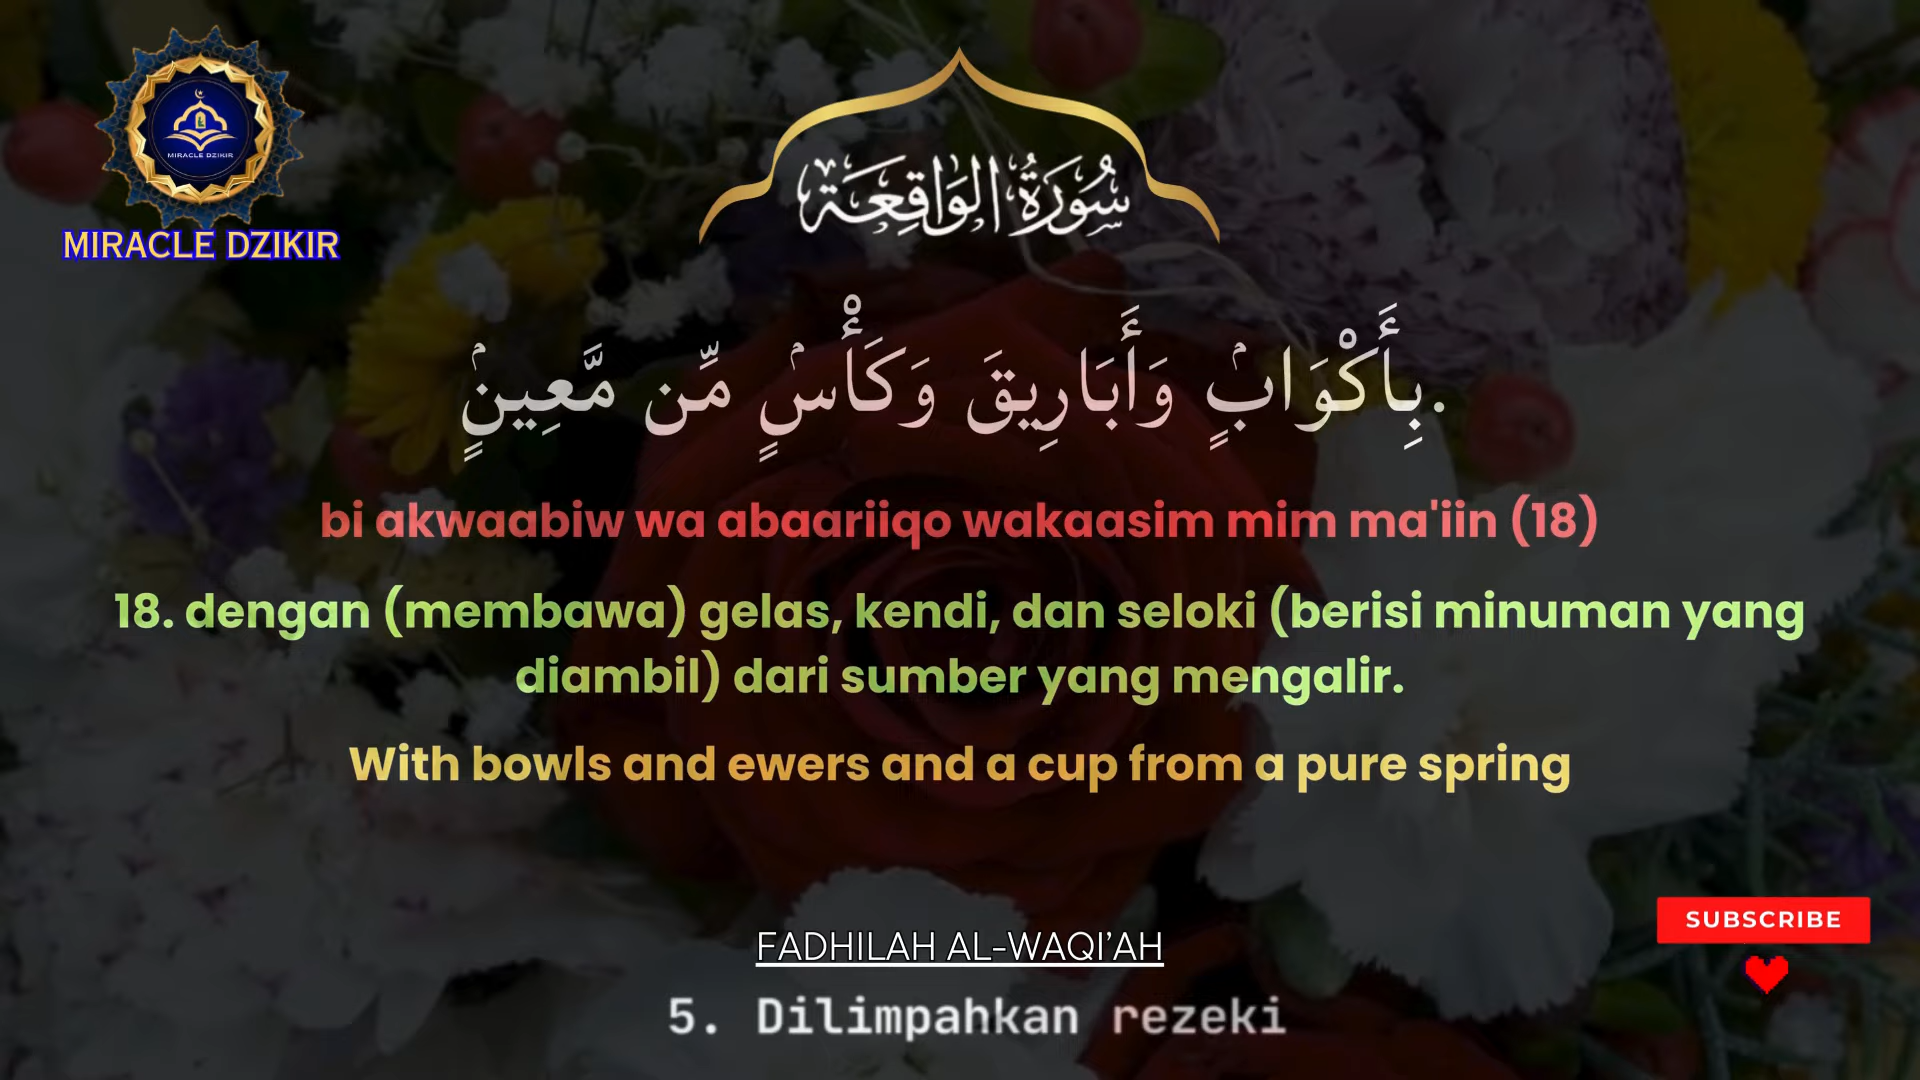 MIRACLE DZIKIR
MIRACLE DZIKIR
سُورَةُ الوَاقِعَة
بِأَكْوَابٍۢ وَأَبَارِيقَ وَكَأْسٍۢ مِّن مَّعِينٍۢ.
bi akwaabiw wa abaariiqo wakaasim mim ma'iin (18)
18. dengan (membawa) gelas, kendi, dan seloki (berisi minuman yang
diambil) dari sumber yang mengalir.
With bowls and ewers and a cup from a pure spring
SUBSCRIBE
FADHILAH AL-WAQI’AH
5. Dilimpahkan rezeki